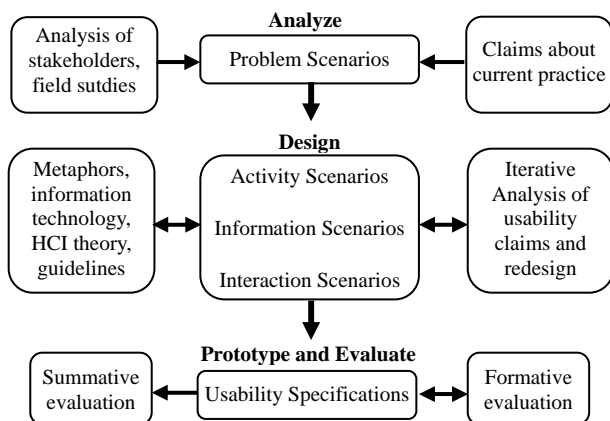 Analyze
Analysis of
stakeholders,
field sutdies
Problem Scenarios
Claims about
current practice
Design
Metaphors,
information
technology,
HCI theory,
guidelines
Activity Scenarios
Information Scenarios
Interaction Scenarios
Iterative
Analysis of
usability
claims and
redesign
Prototype and Evaluate
Summative
evaluation
Usability Specifications
Formative
evaluation